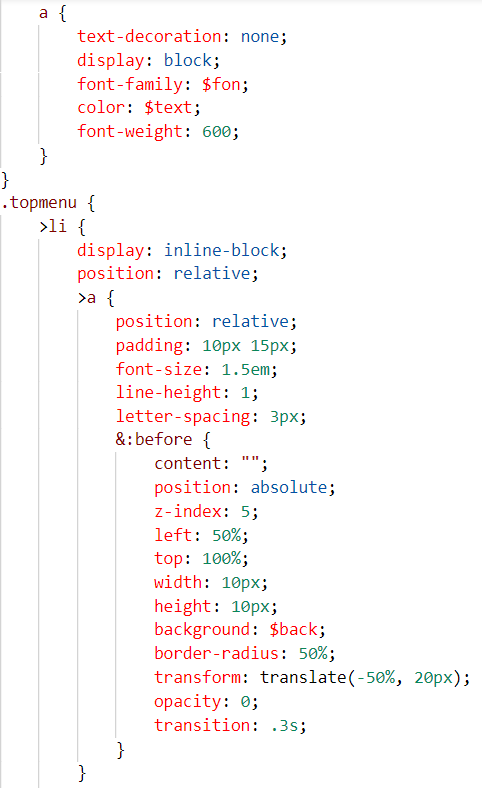 a {
text-decoration: none;
display: block;
font-family: $fon;
color: $text;
font-weight: 600;
}
}
.topmenu {
>li {
display: inline-block;
position: relative;
>a {
position: relative;
padding: 10px 15px;
font-size: 1.5em;
line-height: 1;
letter-spacing: 3px;
&:before {
content: "";
position: absolute;
z-index: 5;
left: 50%;
top: 100%;
width: 10px;
height: 10px;
background: $back;
border-radius: 50%;
transform: translate(-50%, 20px);
opacity: 0;
transition: .3s;
}
}